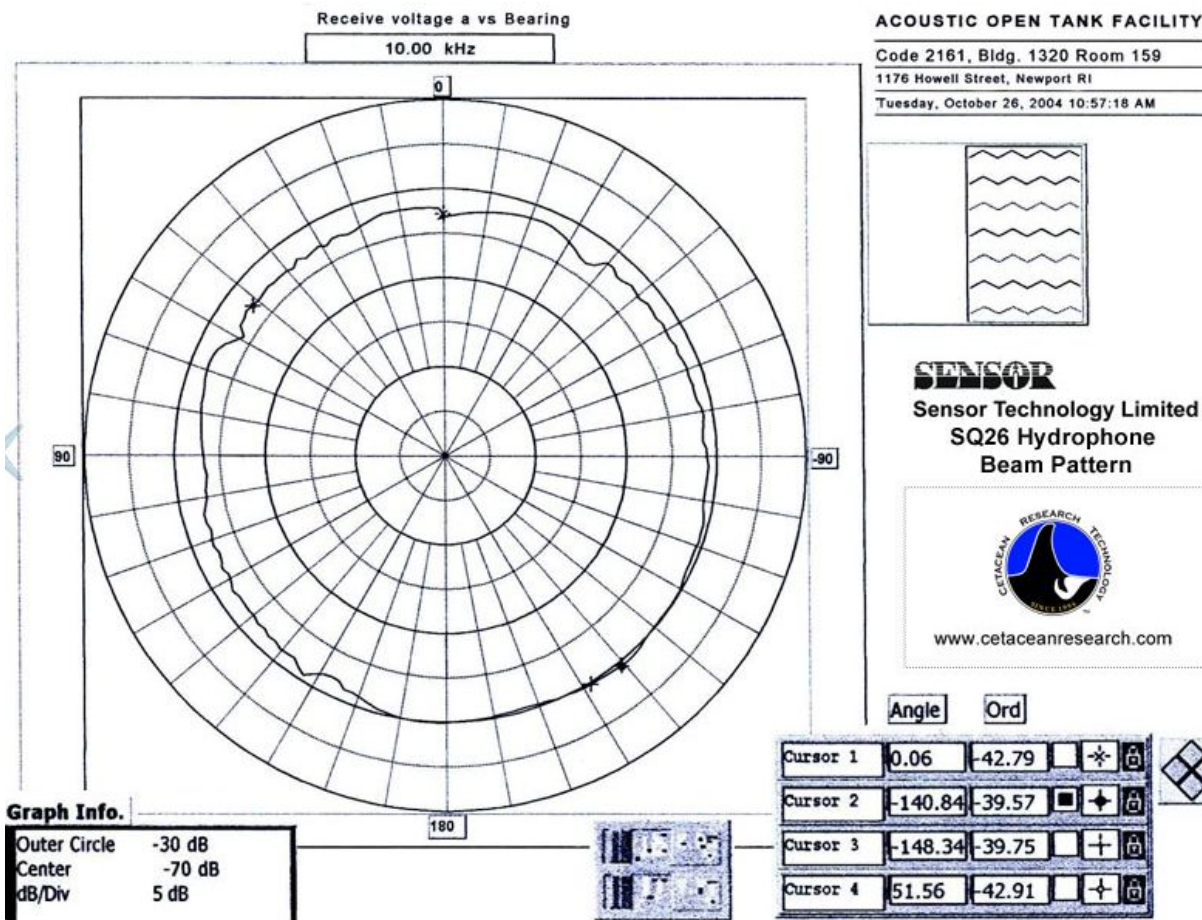 Receive voltage a vs Bearing
10.00 kHz
ACOUSTIC OPEN TANK FACILITY
Code 2161, Bldg. 1320 Room 159
1176 Howell Street, Newport RI
Tuesday, October 26, 2004 10:57:18 AM
0
90
-90
180
SENSOR
Sensor Technology Limited
SQ26 Hydrophone
Beam Pattern
CETACEAN RESEARCH TECHNOLOGY
SINCE 1994
www.cetaceanresearch.com
Angle Ord
Cursor 1 0.06 -42.79
Cursor 2 -140.84 -39.57
Cursor 3 -148.34 -39.75
Cursor 4 51.56 -42.91
Graph Info.
Outer Circle -30 dB
Center -70 dB
dB/Div 5 dB